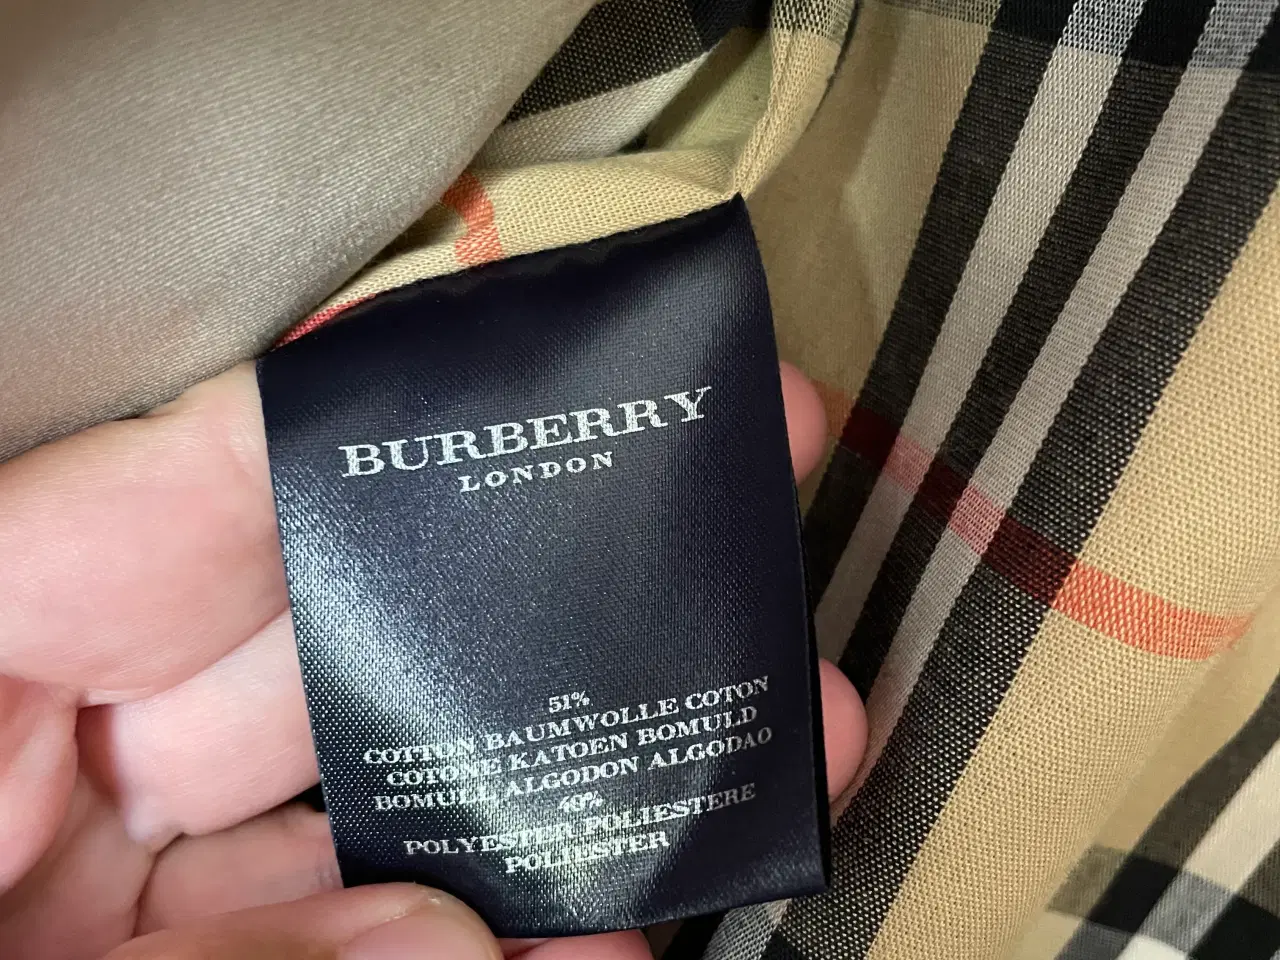 BURBERRY
LONDON
51%
COTTON BAUMWOLLE COTON
COTONE KATOEN BOMULD
BOMULL ALGODON ALGODAO
49%
POLYESTER POLIESTERE
POLIESTER